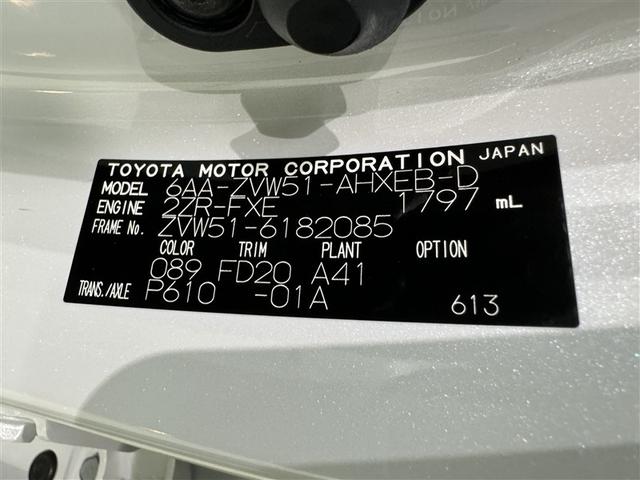 TOYOTA MOTOR CORPORATION JAPAN
MODEL 6AA-ZVW51-AHXEB-D
ENGINE 2ZR-FXE 1797 mL
FRAME No. ZVW51-6182085
COLOR TRIM PLANT OPTION
089 FD20 A41
TRANS./AXLE P610 -01A 613